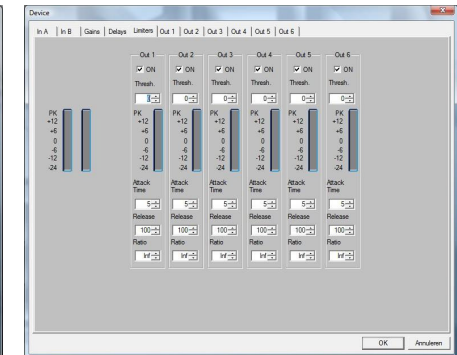 Device
In A In B Gains Delays Limiters Out 1 Out 2 Out 3 Out 4 Out 5 Out 6
Out 1 Out 2 Out 3 Out 4 Out 5 Out 6
ON ON ON ON ON ON
Thresh. Thresh. Thresh. Thresh. Thresh. Thresh.
0 0 0 0 0
PK PK PK PK PK PK PK
+12 +12 +12 +12 +12 +12 +12
+6 +6 +6 +6 +6 +6 +6
0 0 0 0 0 0 0
-6 -6 -6 -6 -6 -6 -6
-12 -12 -12 -12 -12 -12 -12
-24 -24 -24 -24 -24 -24 -24
Attack Attack Attack Attack Attack Attack
Time Time Time Time Time Time
5 5 5 5 5 5
Release Release Release Release Release Release
100 100 100 100 100 100
Ratio Ratio Ratio Ratio Ratio Ratio
Inf Inf Inf Inf Inf Inf
OK Annuleren